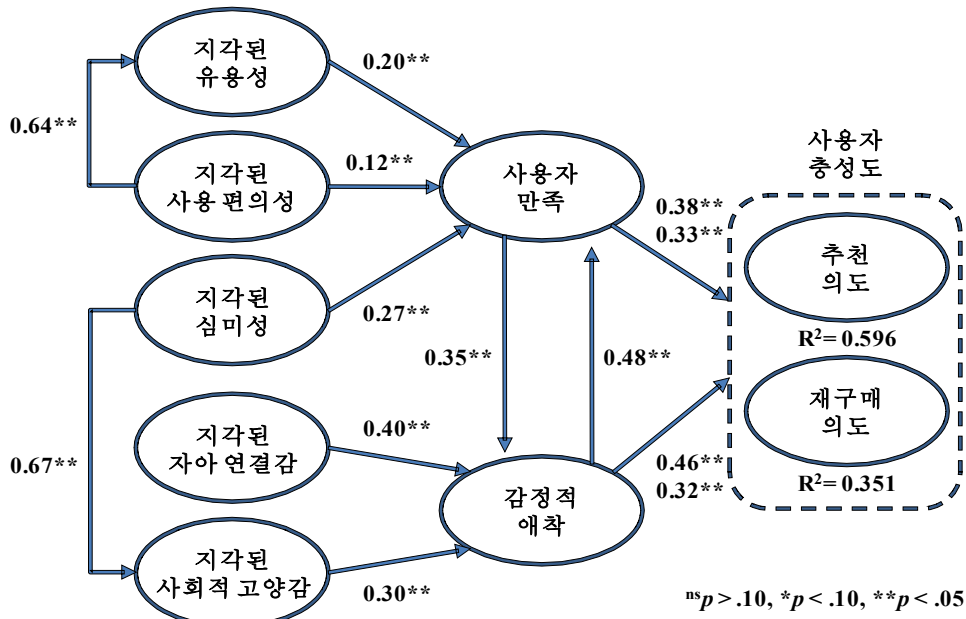 지각된
유용성
0.20**
0.64**
지각된
사용 편의성
0.12**
사용자
만족
사용자
충성도
0.38**
0.33**
추천
의도
R²= 0.596
지각된
심미성
0.27**
0.35**
0.48**
재구매
의도
R²= 0.351
지각된
자아 연결감
0.40**
0.67**
감정적
애착
0.46**
0.32**
지각된
사회적 고양감
0.30**
ⁿˢp > .10, *p < .10, **p < .05